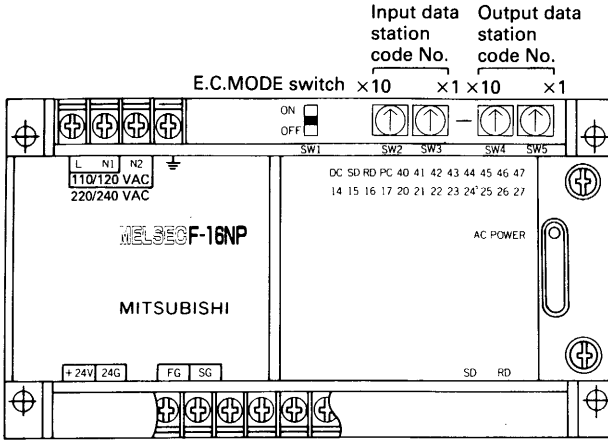 Input data Output data
station station
code No. code No.
E.C.MODE switch ×10 ×1 ×10 ×1
ON
OFF
SW1 SW2 SW3 SW4 SW5
L N1 N2
110/120 VAC
220/240 VAC
DC SD RD PC 40 41 42 43 44 45 46 47
14 15 16 17 20 21 22 23 24 25 26 27
MELSEC F-16NP
AC POWER
MITSUBISHI
+24V 24G FG SG
SD RD